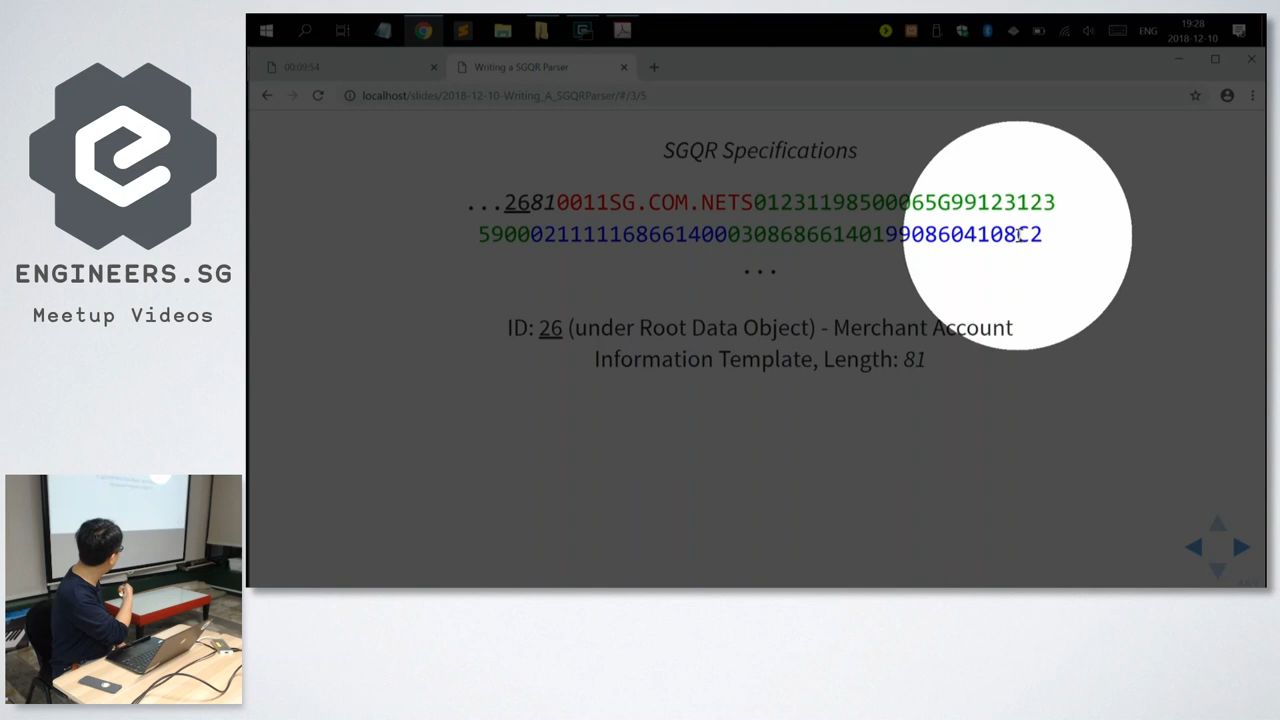 ENGINEERS.SG
Meetup Videos
ENG
19:28
2018-12-10
00:09:54
Writing a SGQR Parser
localhost/slides/2018-12-10-Writing_A_SGQRParser/#/3/5
SGQR Specifications
...26810011SG.COM.NETS01231198500065G99123123
590002111116876614000308686614019908604108C2
...
ID: 26 (under Root Data Object) - Merchant Account
Information Template, Length: 81